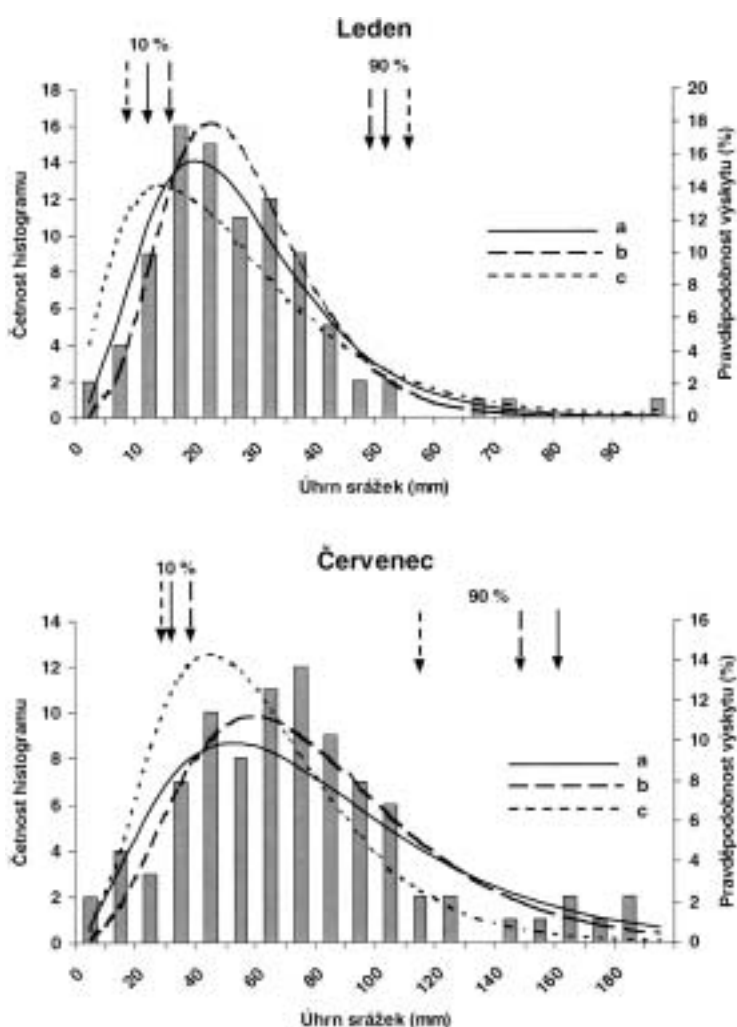 Leden
10 %
90 %
18
16
14
12
10
8
6
4
2
0
Četnost histogramu
20
18
16
14
12
10
8
6
4
2
0
Pravděpodobnost výskytu (%)
a
b
c
0 10 20 30 40 50 60 70 80 90
Úhrn srážek (mm)
Červenec
10 %
90 %
14
12
10
8
6
4
2
0
Četnost histogramu
16
14
12
10
8
6
4
2
0
Pravděpodobnost výskytu (%)
a
b
c
0 20 40 60 80 100 120 140 160 180
Úhrn srážek (mm)